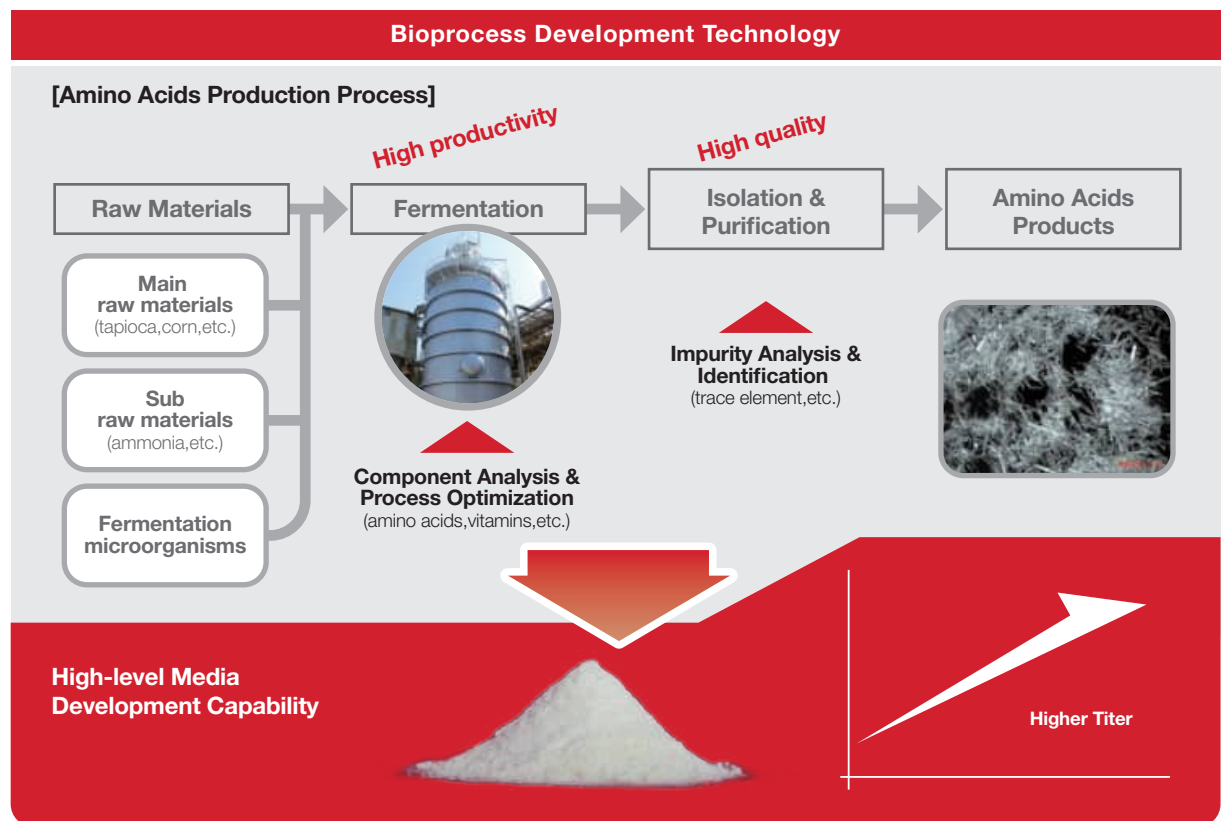 Bioprocess Development Technology
[Amino Acids Production Process]
High productivity
High quality
Raw Materials
Fermentation
Isolation &
Purification
Amino Acids
Products
Main
raw materials
(tapioca,corn,etc.)
Sub
raw materials
(ammonia,etc.)
Fermentation
microorganisms
Component Analysis &
Process Optimization
(amino acids,vitamins,etc.)
Impurity Analysis &
Identification
(trace element,etc.)
High-level Media
Development Capability
Higher Titer